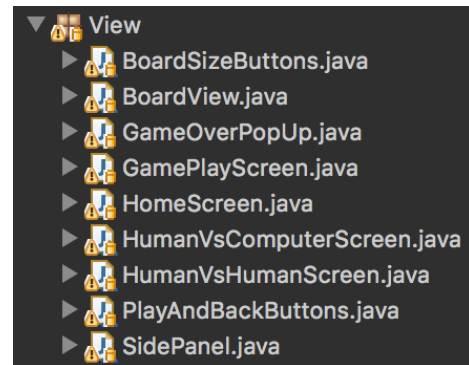 View
BoardSizeButtons.java
BoardView.java
GameOverPopUp.java
GamePlayScreen.java
HomeScreen.java
HumanVsComputerScreen.java
HumanVsHumanScreen.java
PlayAndBackButtons.java
SidePanel.java